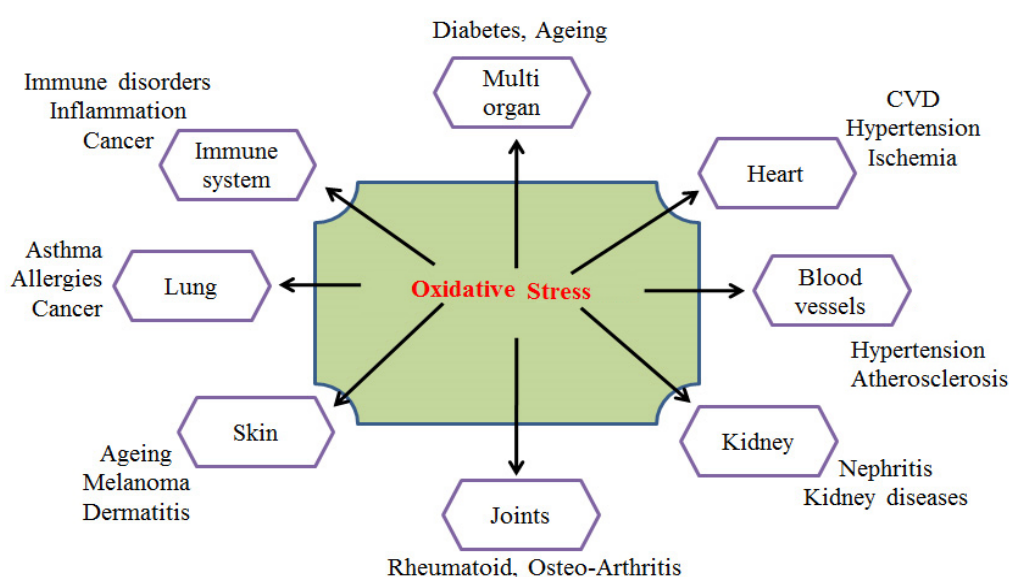 Diabetes, Ageing
Multi
organ
Immune disorders
Inflammation
Cancer
Immune
system
CVD
Hypertension
Ischemia
Heart
Asthma
Allergies
Cancer
Lung
Oxidative Stress
Blood
vessels
Hypertension
Atherosclerosis
Skin
Ageing
Melanoma
Dermatitis
Kidney
Nephritis
Kidney diseases
Joints
Rheumatoid, Osteo-Arthritis